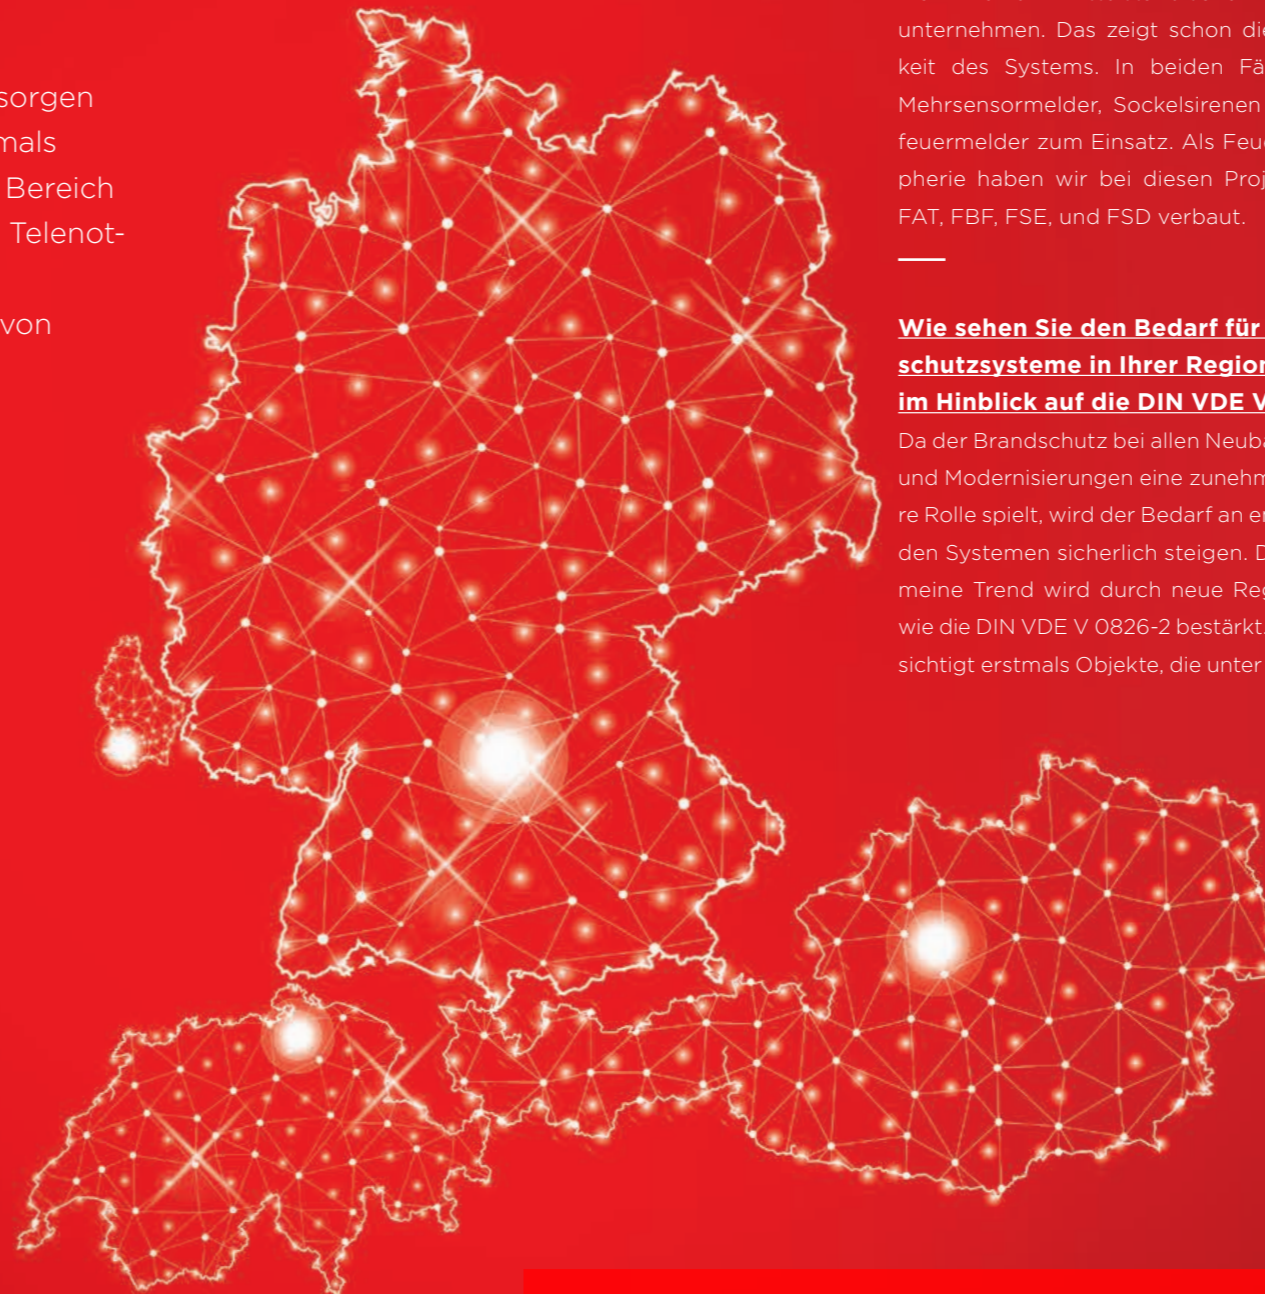 sorgen
mals
Bereich
Telenot-
von
unternehmen. Das zeigt schon die
keit des Systems. In beiden Fä
Mehrsensormelder, Sockelsirenen
feuermelder zum Einsatz. Als Feu
pherie haben wir bei diesen Proj
FAT, FBF, FSE, und FSD verbaut.
Wie sehen Sie den Bedarf für
schutzsysteme in Ihrer Region
im Hinblick auf die DIN VDE V
Da der Brandschutz bei allen Neuba
und Modernisierungen eine zunehm
re Rolle spielt, wird der Bedarf an e
den Systemen sicherlich steigen. D
meine Trend wird durch neue Reg
wie die DIN VDE V 0826-2 bestärkt.
sichtigt erstmals Objekte, die unter